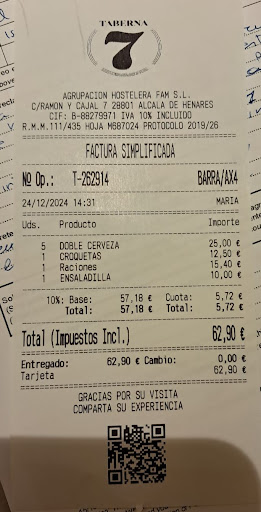 TABERNA
7
AGRUPACION HOSTELERA FAM S.L.
C/RAMON Y CAJAL 7 28801 ALCALA DE HENARES
CIF: B-88279971 IVA 10% INCLUIDO
R.M.M.111/435 HOJA M687024 PROTOCOLO 2019/26
FACTURA SIMPLIFICADA
Nº Op.: T-262914 BARRA/AX4
24/12/2024 14:31 MARIA
Uds. Producto Importe
5 DOBLE CERVEZA 25,00 €
1 CROQUETAS 12,50 €
1 Raciones 15,40 €
1 ENSALADILLA 10,00 €
10%: Base: 57,18 € Cuota: 5,72 €
Total: 57,18 € Total: 5,72 €
Total (Impuestos Incl.) 62,90 €
Entregado: 62,90 € Cambio: 0,00 €
Tarjeta 62,90 €
GRACIAS POR SU VISITA
COMPARTA SU EXPERIENCIA